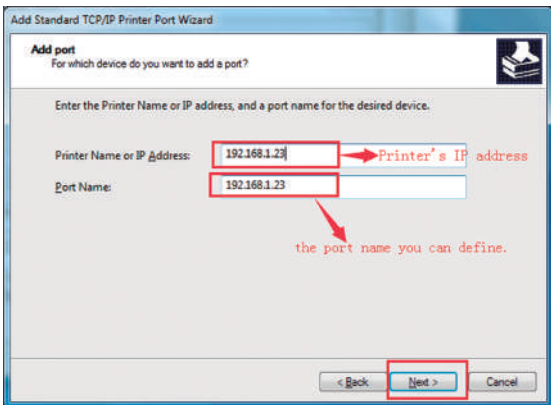 Add Standard TCP/IP Printer Port Wizard
Add port
For which device do you want to add a port?
Enter the Printer Name or IP address, and a port name for the desired device.
Printer Name or IP Address: 192.168.1.23 Printer's IP address
Port Name: 192.168.1.23
the port name you can define.
< Back Next > Cancel